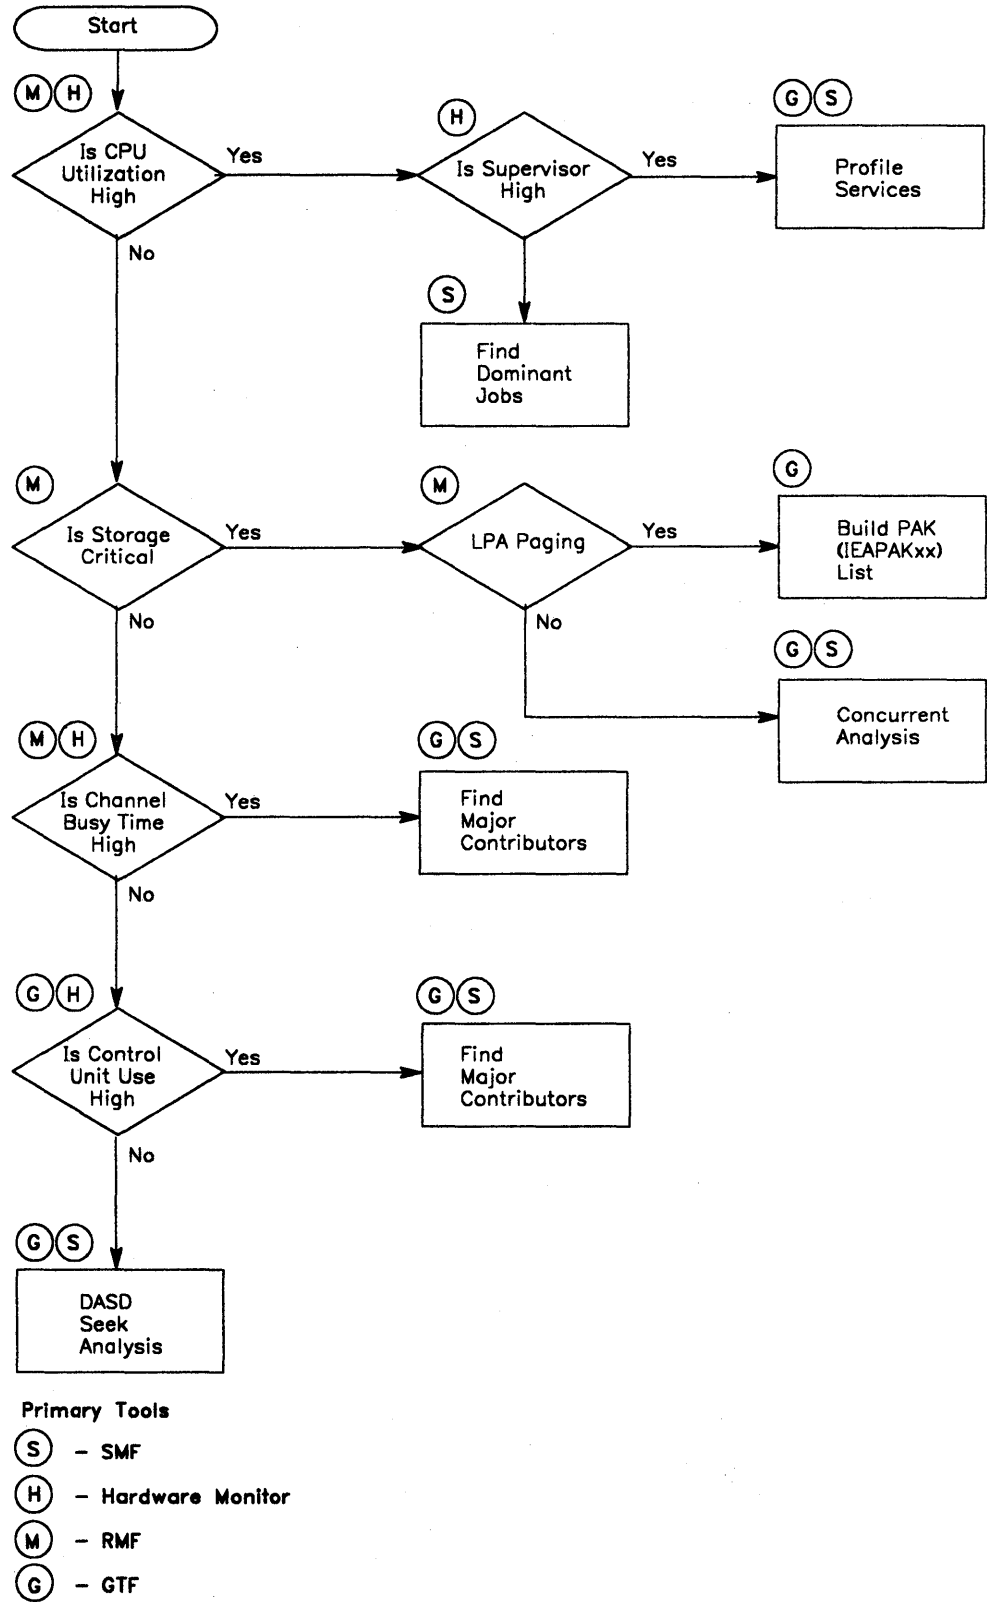 Start
M H
Is CPU
Utilization
High
Yes
No
H
Is Supervisor
High
Yes
G S
Profile
Services
S
Find
Dominant
Jobs
M
Is Storage
Critical
Yes
No
M
LPA Paging
Yes
No
G
Build PAK
(IEAPAKxx)
List
G S
Concurrent
Analysis
M H
Is Channel
Busy Time
High
Yes
No
G S
Find
Major
Contributors
G H
Is Control
Unit Use
High
Yes
No
G S
Find
Major
Contributors
G S
DASD
Seek
Analysis
Primary Tools
S - SMF
H - Hardware Monitor
M - RMF
G - GTF